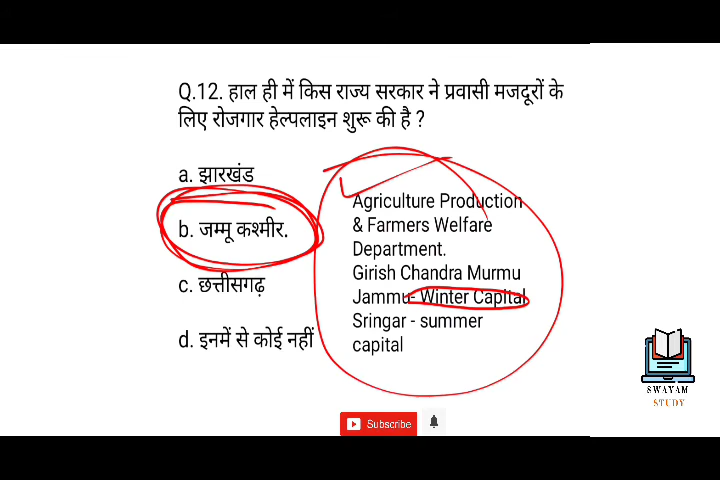 Q.12. हाल ही में किस राज्य सरकार ने प्रवासी मजदूरों के
लिए रोजगार हेल्पलाइन शुरू की है ?
a. झारखंड
b. जम्मू कश्मीर.
c. छत्तीसगढ़
d. इनमें से कोई नहीं
Agriculture Production
& Farmers Welfare
Department.
Girish Chandra Murmu
Jammu- Winter Capital
Sringar - summer
capital
SWAYAM
STUDY
Subscribe